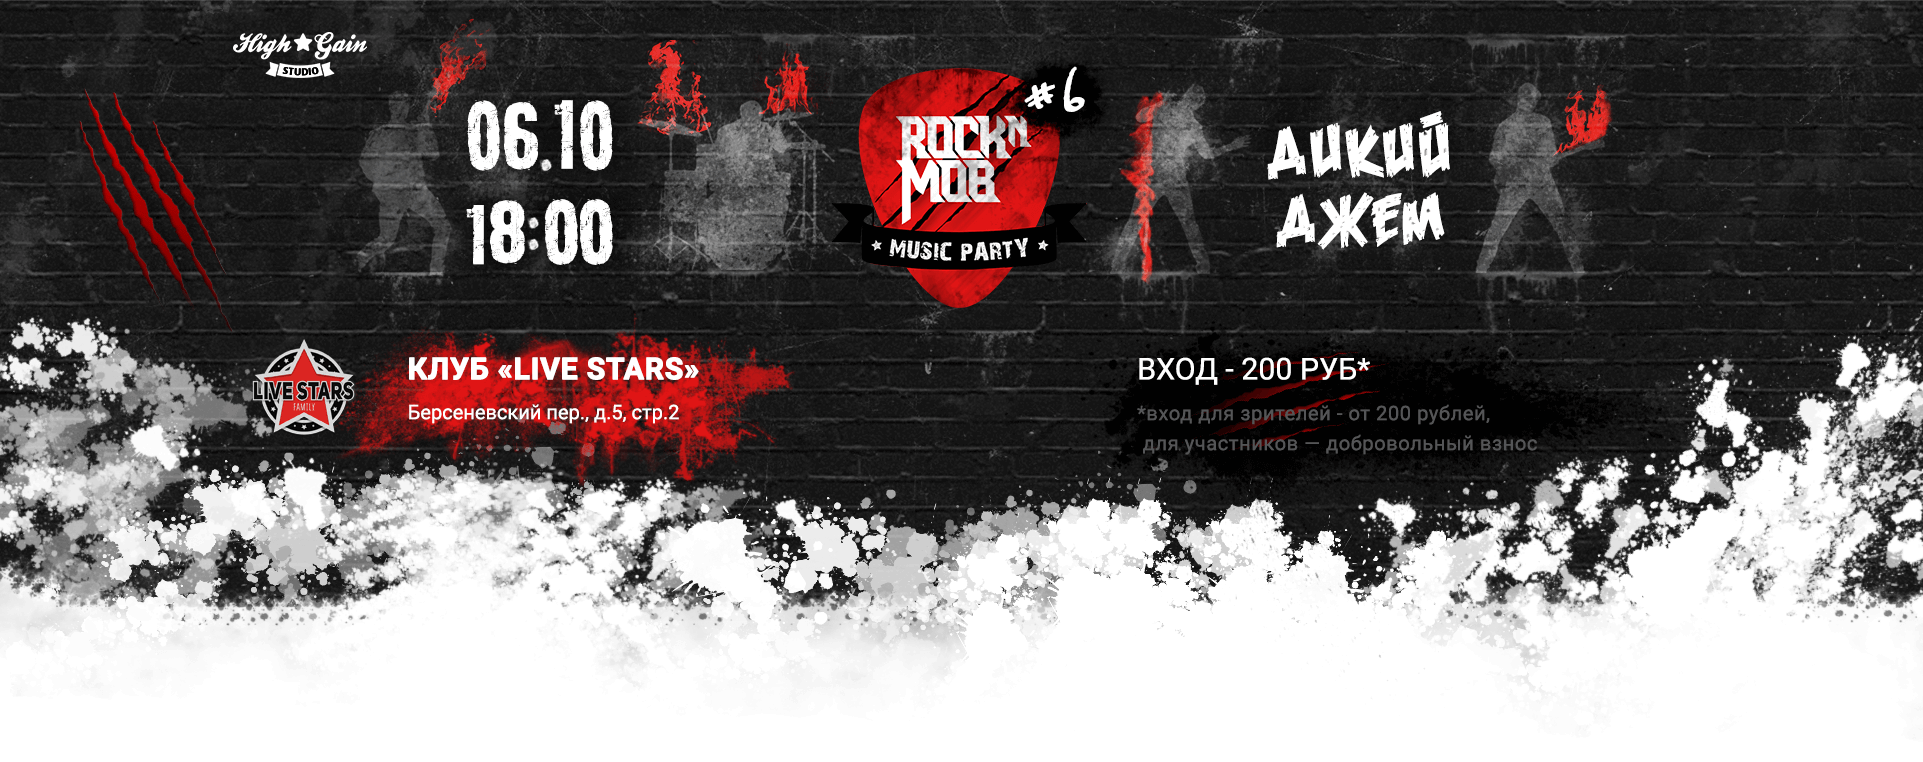 High Gain
STUDIO
06.10
18:00
#6
ROCKN
MOB
MUSIC PARTY
ДИКИЙ
ДЖЕМ
LIVE STARS
FAMILY
КЛУБ «LIVE STARS»
Берсеневский пер., д.5, стр.2
ВХОД - 200 РУБ*
*вход для зрителей - от 200 рублей,
для участников — добровольный взнос